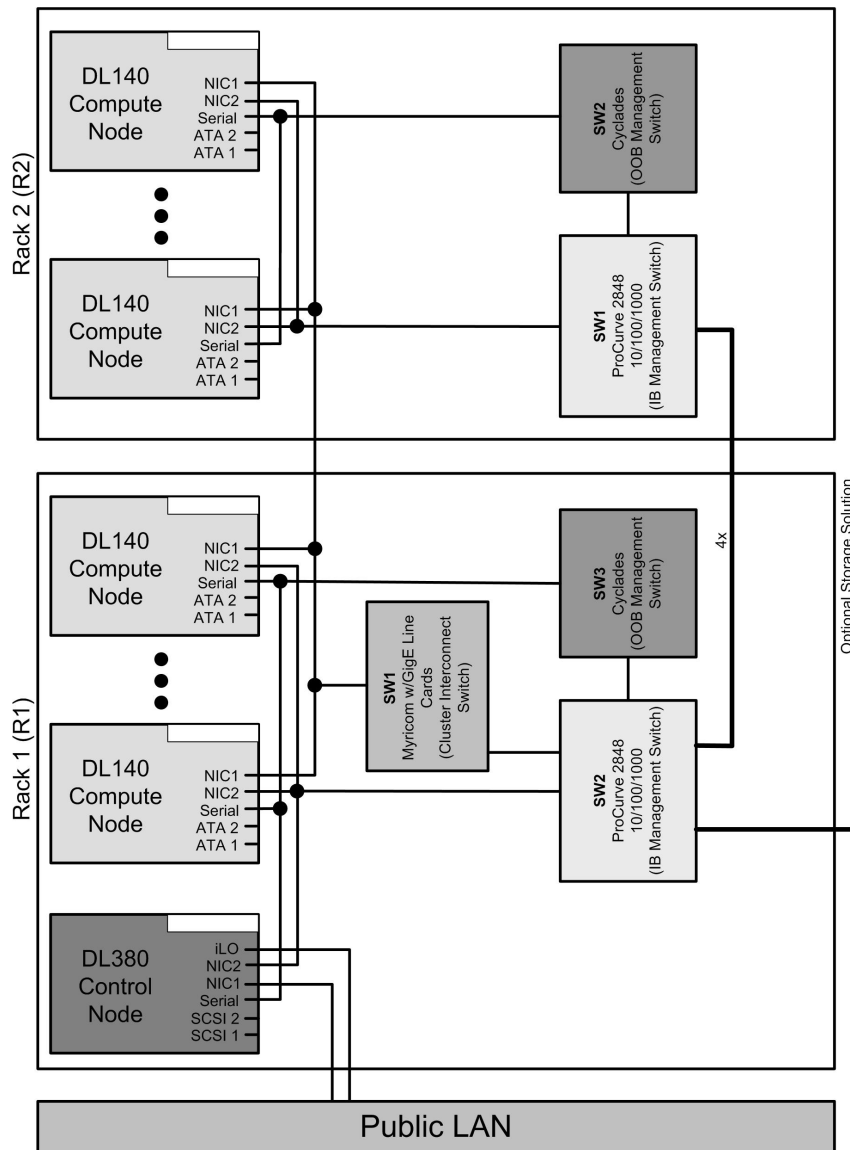 Rack 2 (R2)
DL140
Compute
Node
NIC1
NIC2
Serial
ATA 2
ATA 1
SW2
Cyclades
(OOB Management
Switch)
DL140
Compute
Node
NIC1
NIC2
Serial
ATA 2
ATA 1
SW1
ProCurve 2848
10/100/1000
(IB Management Switch)
Rack 1 (R1)
DL140
Compute
Node
NIC1
NIC2
Serial
ATA 2
ATA 1
SW3
Cyclades
(OOB Management
Switch)
4x
Optional Storage Solution
SW1
Myricom w/GigE Line
Cards
(Cluster Interconnect
Switch)
DL140
Compute
Node
NIC1
NIC2
Serial
ATA 2
ATA 1
SW2
ProCurve 2848
10/100/1000
(IB Management Switch)
DL380
Control
Node
iLO
NIC2
NIC1
Serial
SCSI 2
SCSI 1
Public LAN